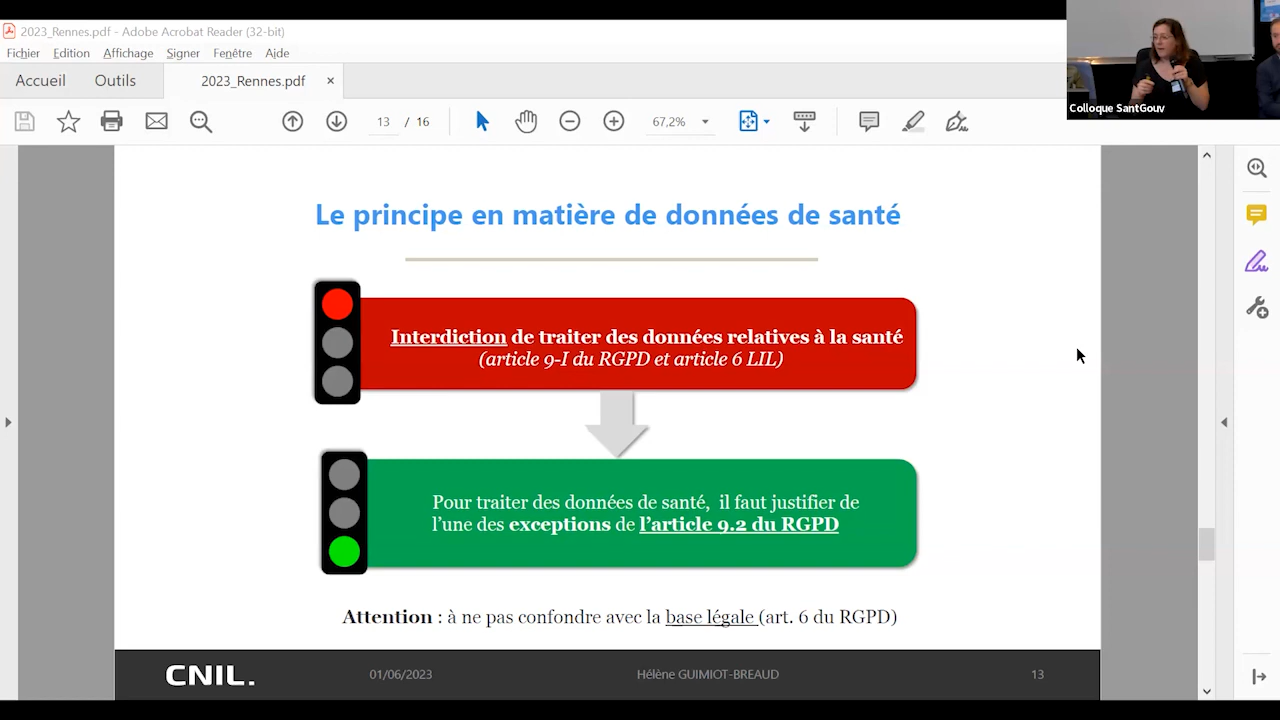 2023_Rennes.pdf - Adobe Acrobat Reader (32-bit)
Fichier Edition Affichage Signer Fenêtre Aide
Accueil Outils 2023_Rennes.pdf ×
13 / 16 67,2%
Colloque SantGouv
Le principe en matière de données de santé
Interdiction de traiter des données relatives à la santé
(article 9-I du RGPD et article 6 LIL)
Pour traiter des données de santé, il faut justifier de
l'une des exceptions de l'article 9.2 du RGPD
Attention : à ne pas confondre avec la base légale (art. 6 du RGPD)
CNIL. 01/06/2023 Hélène GUIMIOT-BREAUD 13